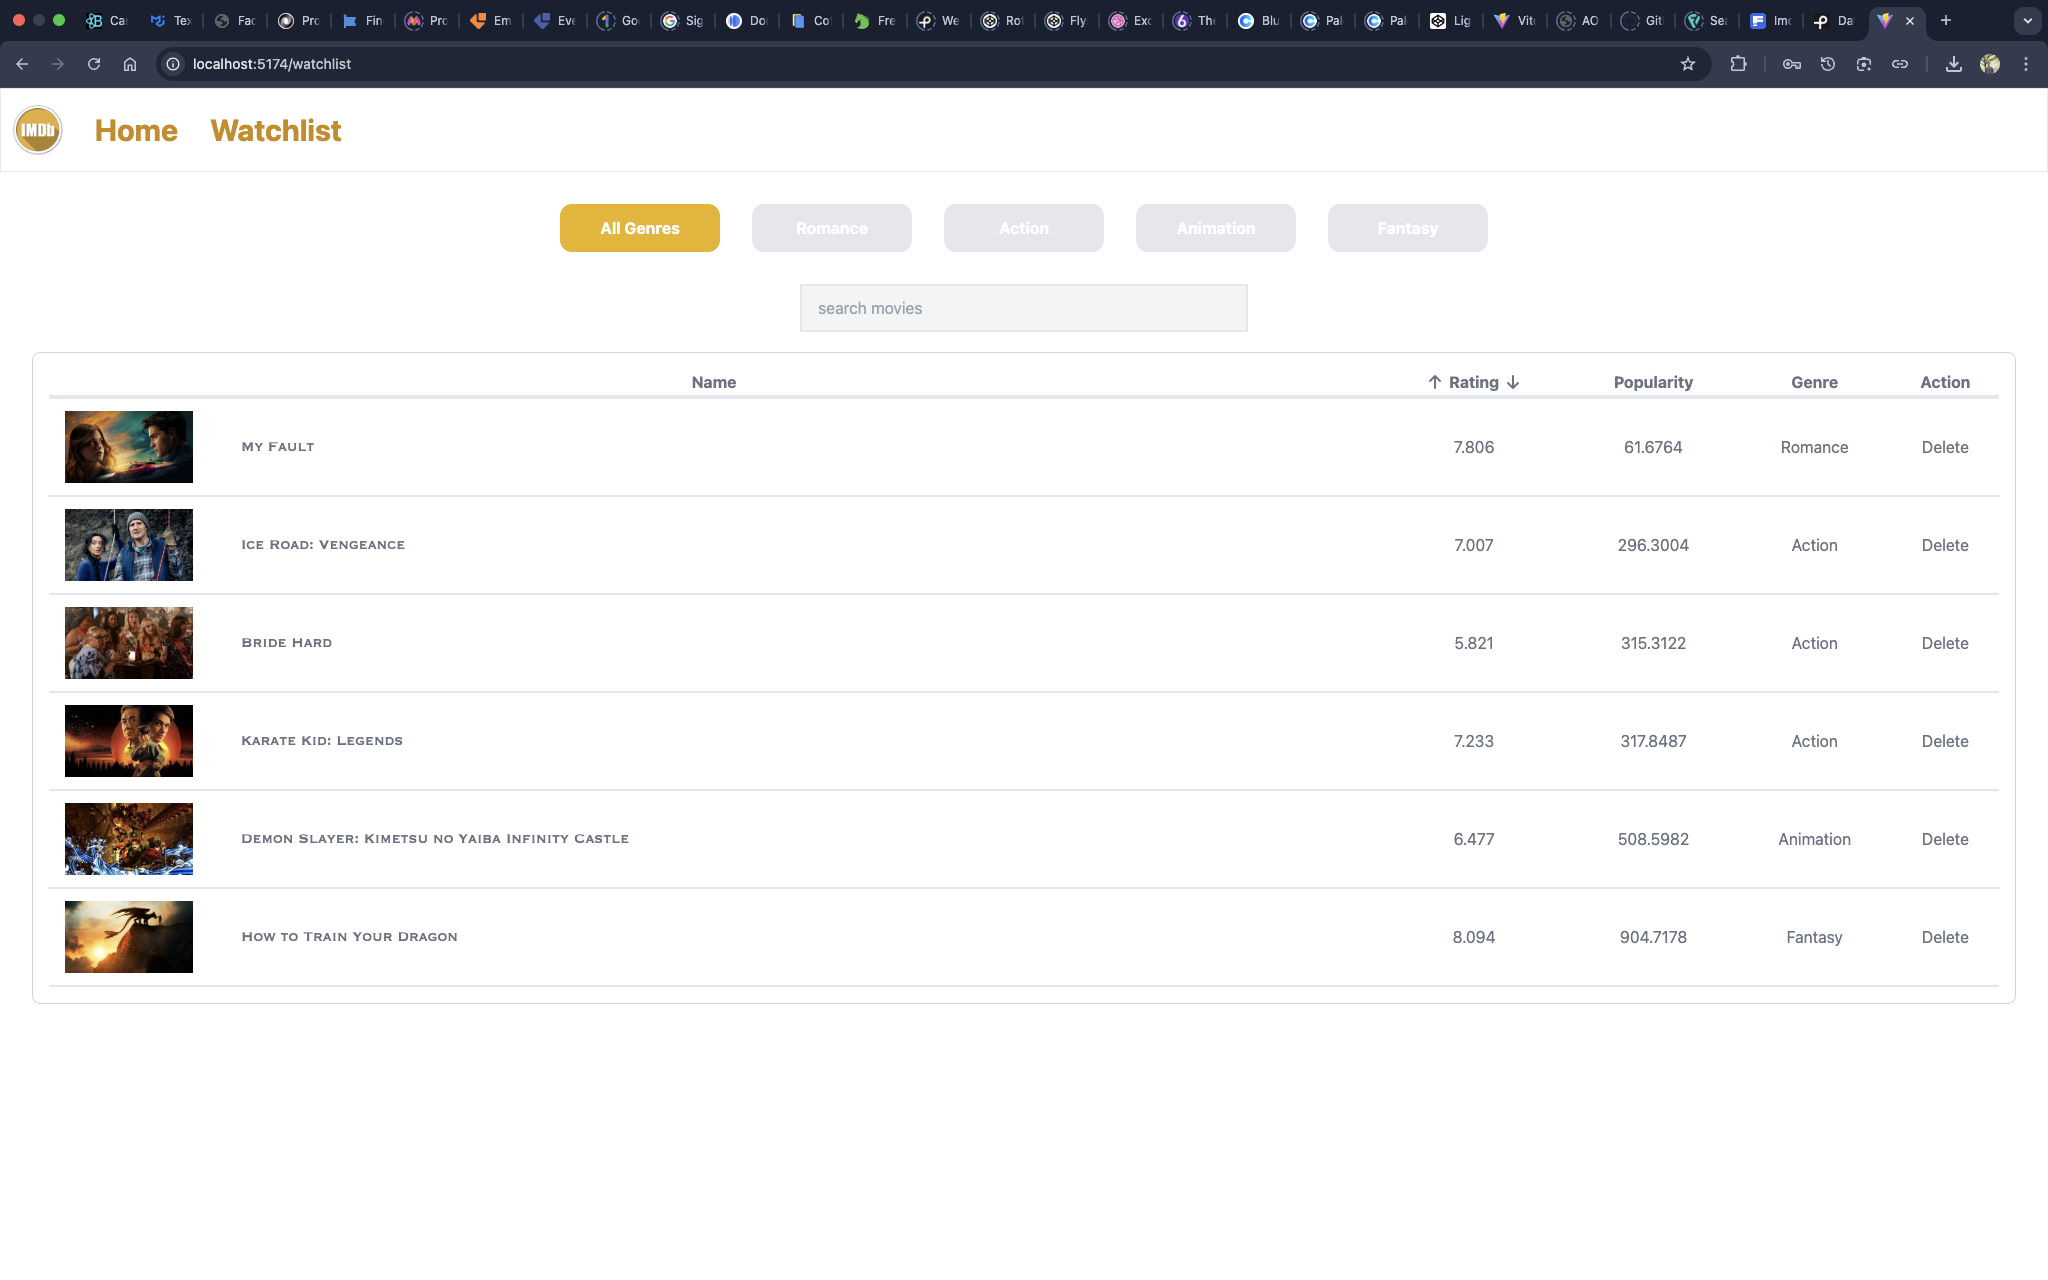 Ca
Tex
Fac
Pro
Fin
Pro
Em
Eve
Go
Sig
Do
Co
Fre
We
Ro
Fly
Exc
The
Blu
Pal
Pal
Lig
Vit
AO
Git
Sea
Im
Da
localhost:5174/watchlist
IMDb Home Watchlist
All Genres Romance Action Animation Fantasy
search movies
Name ↑ Rating ↓ Popularity Genre Action
My Fault 7.806 61.6764 Romance Delete
Ice Road: Vengeance 7.007 296.3004 Action Delete
Bride Hard 5.821 315.3122 Action Delete
Karate Kid: Legends 7.233 317.8487 Action Delete
Demon Slayer: Kimetsu no Yaiba Infinity Castle 6.477 508.5982 Animation Delete
How to Train Your Dragon 8.094 904.7178 Fantasy Delete